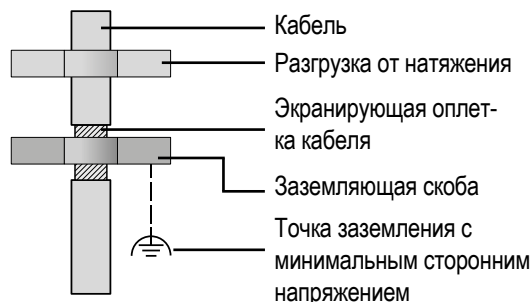 Кабель
Разгрузка от натяжения
Экранирующая оплет-
ка кабеля
Заземляющая скоба
Точка заземления с
минимальным сторонним
напряжением